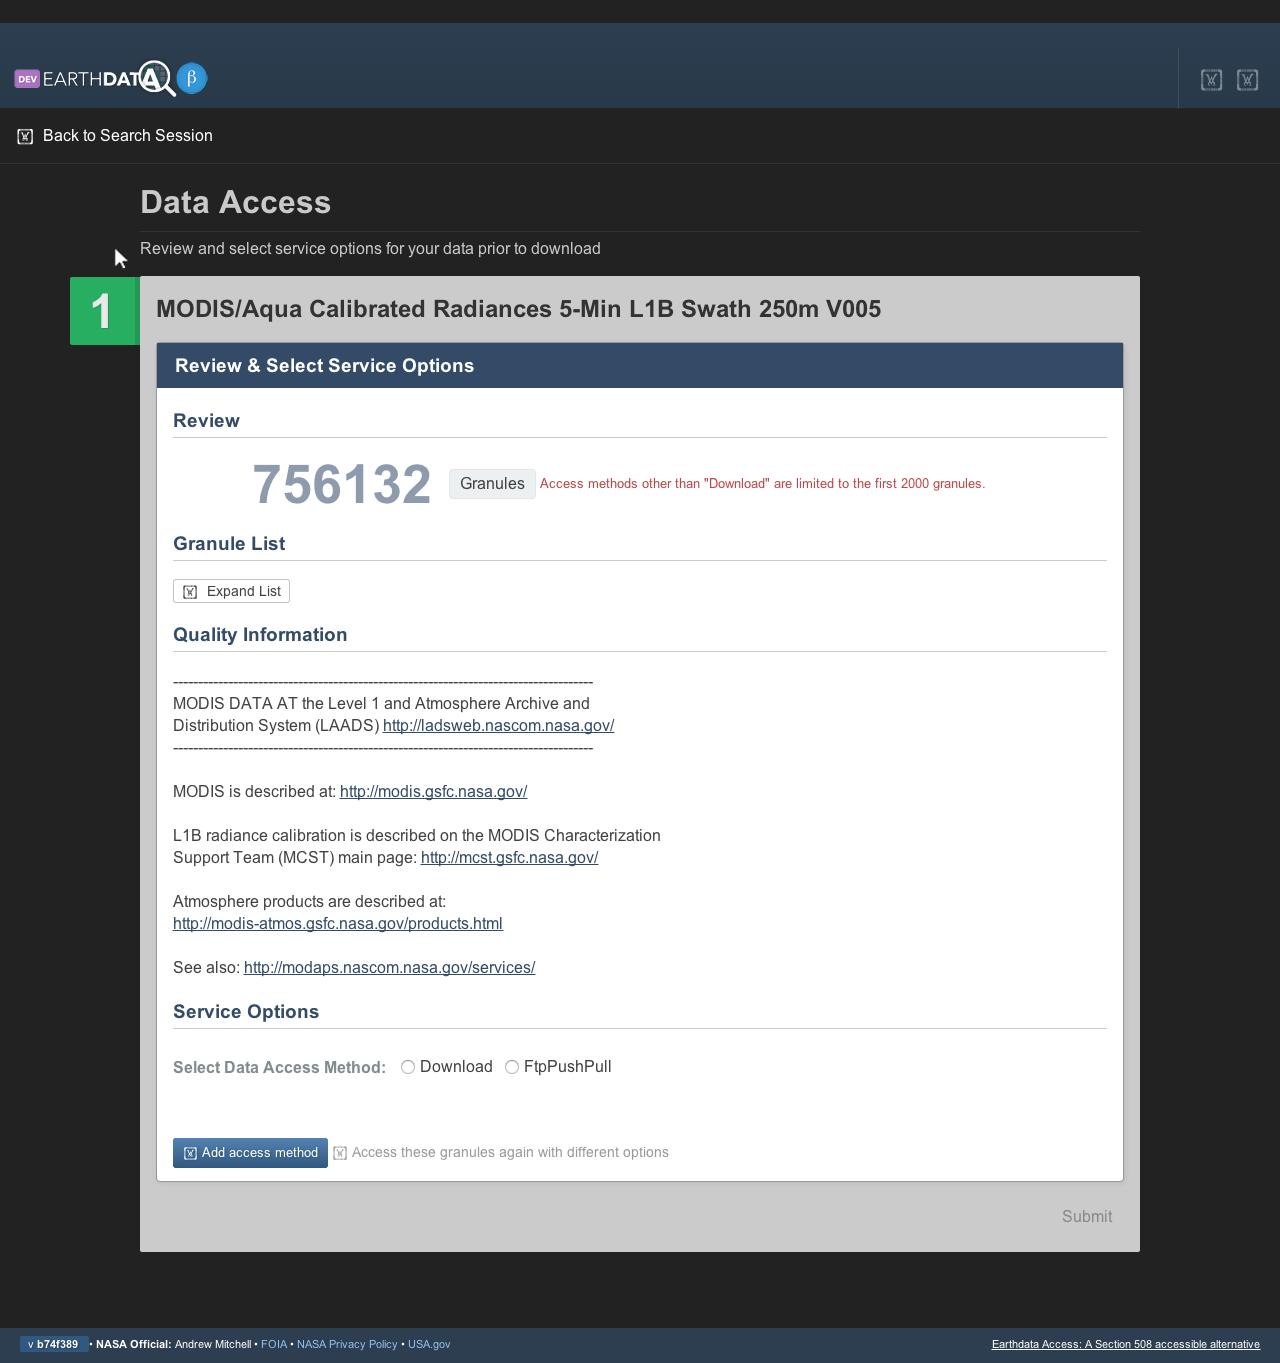 DEV EARTHDATA β
Back to Search Session
Data Access
Review and select service options for your data prior to download
1
MODIS/Aqua Calibrated Radiances 5-Min L1B Swath 250m V005
Review & Select Service Options
Review
756132 Granules Access methods other than "Download" are limited to the first 2000 granules.
Granule List
Expand List
Quality Information
------------------------------------------------------------------------------------
MODIS DATA AT the Level 1 and Atmosphere Archive and
Distribution System (LAADS) http://ladsweb.nascom.nasa.gov/
------------------------------------------------------------------------------------
MODIS is described at: http://modis.gsfc.nasa.gov/
L1B radiance calibration is described on the MODIS Characterization
Support Team (MCST) main page: http://mcst.gsfc.nasa.gov/
Atmosphere products are described at:
http://modis-atmos.gsfc.nasa.gov/products.html
See also: http://modaps.nascom.nasa.gov/services/
Service Options
Select Data Access Method: Download FtpPushPull
Add access method Access these granules again with different options
Submit
v b74f389 • NASA Official: Andrew Mitchell • FOIA • NASA Privacy Policy • USA.gov Earthdata Access: A Section 508 accessible alternative